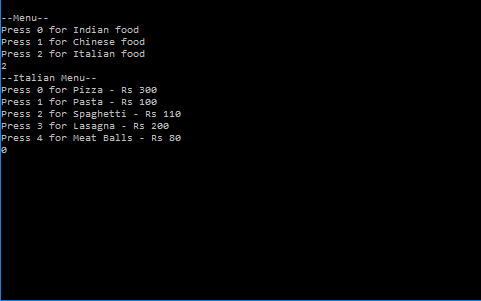 --Menu--
Press 0 for Indian food
Press 1 for Chinese food
Press 2 for Italian food
2
--Italian Menu--
Press 0 for Pizza - Rs 300
Press 1 for Pasta - Rs 100
Press 2 for Spaghetti - Rs 110
Press 3 for Lasagna - Rs 200
Press 4 for Meat Balls - Rs 80
0